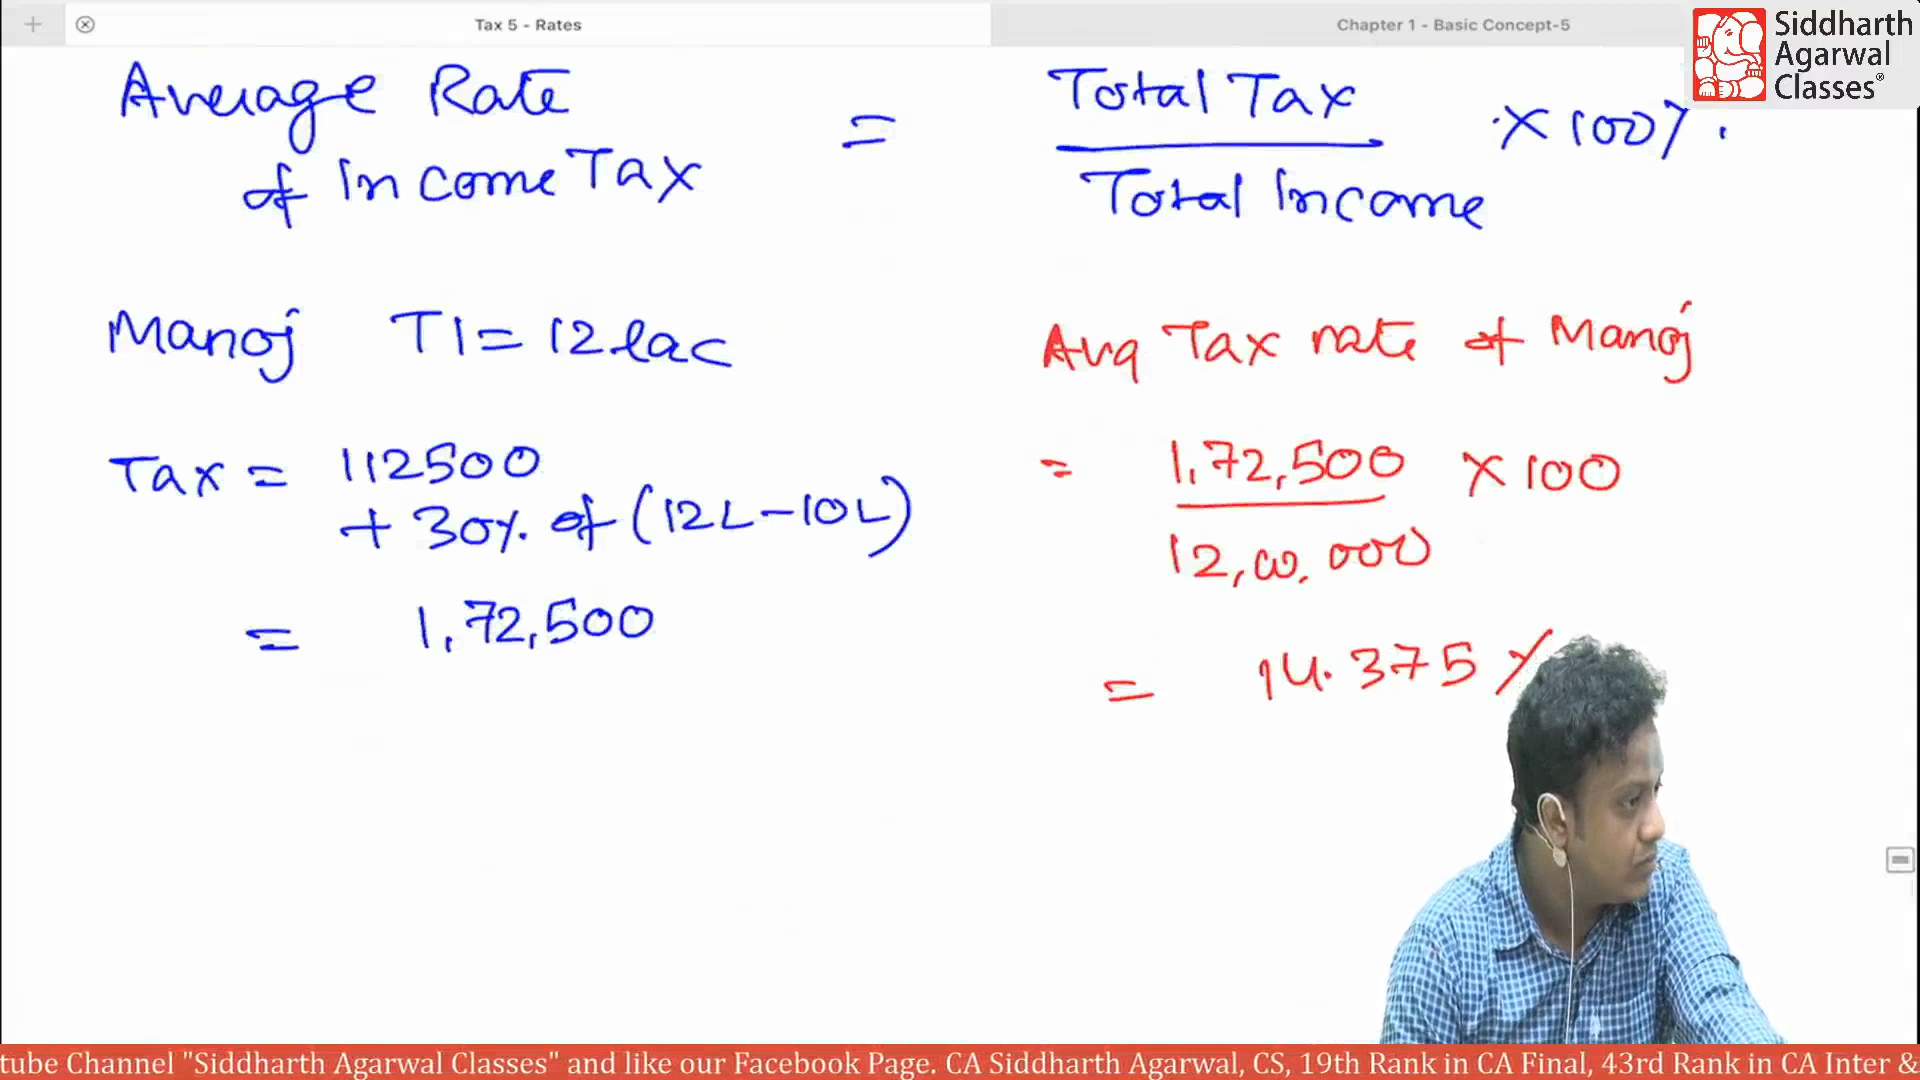 Tax 5 - Rates
Chapter 1 - Basic Concept-5
Siddharth
Agarwal
Classes®
Average Rate
of Income Tax
=
Total Tax
Total Income
× 100%.
Manoj TI = 12 lac
Tax = 112500
+ 30% of (12L - 10L)
= 1,72,500
Avg Tax rate of Manoj
= 1,72,500 × 100
12,00,000
= 14.375%
tube Channel "Siddharth Agarwal Classes" and like our Facebook Page. CA Siddharth Agarwal, CS, 19th Rank in CA Final, 43rd Rank in CA Inter &